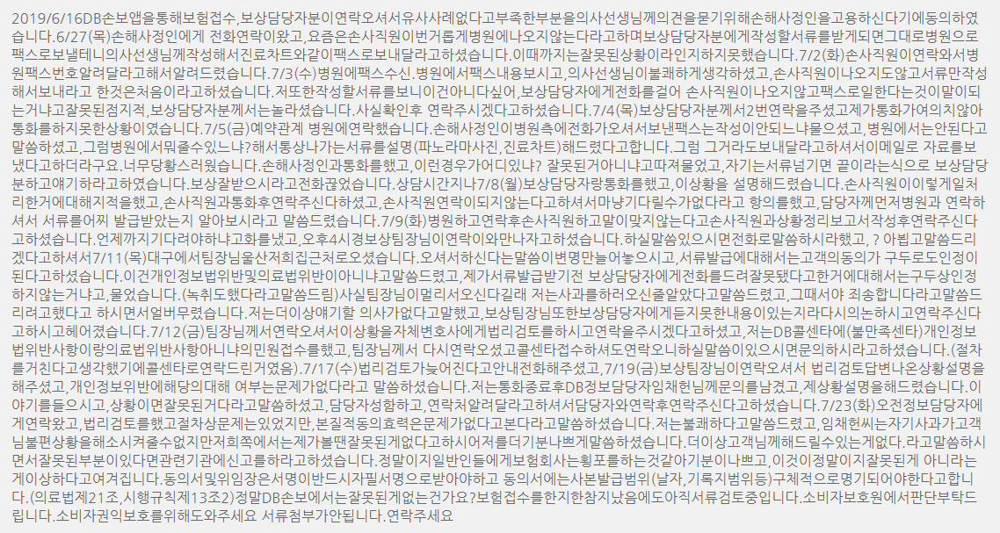 2019/6/16DB손보앱을통해보험접수,보상담당자분이연락오셔서유사사례없다고부족한부분을의사선생님께의견을묻기위해손해사정인을고용하신다기에동의하였
습니다.6/27(목)손해사정인에게 전화연락이왔고,요즘은손사직원이번거롭게병원에나오지않는다라고하며보상담당자분에게작성할서류를받게되면그대로병원으로
팩스로보낼테니의사선생님께작성해서진료차트와같이팩스로보내달라고하셨습니다.이때까지는잘못된상황이라인지하지못했습니다.7/2(화)손사직원이연락와서병
원팩스번호알려달라고해서알려드렸습니다.7/3(수)병원에팩스수신.병원에서팩스내용보시고,의사선생님이불쾌하게생각하셨고,손사직원이나오지도않고서류만작성
해서보내라고 한것은처음이라고하셨습니다.저또한작성할서류를보니이건아니다싶어,보상담당자에게전화를걸어 손사직원이나오지않고팩스로일한다는것이말이되
는거냐고잘못된점지적,보상담당자분께서는놀라셨습니다.사실확인후 연락주시겠다고하셨습니다.7/4(목)보상담당자분께서2번연락을주셨고제가통화가여의치않아
통화를하지못한상황이였습니다.7/5(금)예약관계 병원에연락했습니다.손해사정인이병원측에전화가오셔서보낸팩스는작성이안되느냐물으셨고,병원에서는안된다고
말씀하셨고,그럼병원에서뭐줄수있느냐?해서통상나가는서류를설명(파노라마사진,진료차트)해드렸다고합니다.그럼 그거라도보내달라고하셔서이메일로 자료를보
냈다고하더라구요.너무당황스러웠습니다.손해사정인과통화를했고,이런경우가어디있냐? 잘못된거아니냐고따져물었고,자기는서류넘기면 끝이라는식으로 보상담당
분하고얘기하라고하였습니다.보상잘받으시라고전화끊었습니다.상담시간지나7/8(월)보상담당자랑통화를했고,이상황을 설명해드렸습니다.손사직원이이렇게일처
리한거에대해지적을했고,손사직원과통화후연락주신다하셨고,손사직원연락이되지않는다고하셔서마냥기다릴수가없다라고 항의를했고,담당자께먼저병원과 연락하
셔서 서류를어찌 발급받았는지 알아보시라고 말씀드렸습니다.7/9(화)병원하고연락후손사직원하고말이맞지않는다고손사직원과상황정리보고서작성후연락주신다
고하셨습니다.언제까지기다려야하냐고화를냈고,오후4시경보상팀장님이연락이와만나자고하셨습니다.하실말씀있으시면전화로말씀하시라했고, ? 아뵙고말씀드리
겠다고하셔서7/11(목)대구에서팀장님울산저희집근처로오셨습니다.오셔서하신다는말씀이변명만늘어놓으시고,서류발급에대해서는고객의동의가 구두로도인정이
된다고하셨습니다.이건개인정보법위반및의료법위반이아니냐고말씀드렸고,제가서류발급받기전 보상담당자에게전화를드려잘못됐다고한거에대해서는구두상인정
하지않는거냐고,물었습니다.(녹취도했다라고말씀드림)사실팀장님이멀리서오신다길래 저는사과를하러오신줄알았다고말씀드렸고,그때서야 죄송합니다라고말씀드
리려고했다고 하시면서얼버무렸습니다.저는더이상얘기할 의사가없다고말했고,보상팀장님또한보상담당자에게듣지못한내용이있는지라다시의논하시고연락주신다
고하시고헤어졌습니다.7/12(금)팀장님께서연락오셔서이상황을자체변호사에게법리검토를하시고연락을주시겠다고하셨고,저는DB콜센타에(불만족센타)개인정보
법위반사항이랑의료법위반사항아니냐의민원접수를했고,팀장님께서 다시연락오셨고콜센타접수하셔도연락오니하실말씀이있으시면문의하시라고하셨습니다.(절차
를거친다고생각했기에콜센타로연락드린거였음).7/17(수)법리검토가늦어진다고안내전화해주셨고,7/19(금)보상팀장님이연락오셔서 법리검토답변나온상황설명을
해주셨고,개인정보위반에해당의대해 여부는문제가없다라고 말씀하셨습니다.저는통화종료후DB정보담당자임채헌님께문의를남겼고,제상황설명을해드렸습니다.이
야기를들으시고,상황이면잘못된거다라고말씀하셨고,담당자성함하고,연락처알려달라고하셔서담당자와연락후연락주신다고하셨습니다.7/23(화)오전정보담당자에
게연락왔고,법리검토를했고절차상문제는있었지만,본질적동의효력은문제가없다고본다라고말씀하셨습니다.저는불쾌하다고말씀드렸고,임채헌씨는자기사과가고객
님불편상황을해소시켜줄수없지만저희쪽에서는제가볼땐잘못된게없다고하시어저를더기분나쁘게말씀하셨습니다.더이상고객님께해드릴수있는게없다.라고말씀하시
면서잘못된부분이있다면관련기관에신고를하라고하셨습니다.정말이지일반인들에게보험회사는횡포를하는것같아기분이나쁘고,이것이정말이지잘못된게 아니라는
게이상하다고여겨집니다.동의서및위임장은서명이반드시자필서명으로받아야하고 동의서에는사본발급범위(날자,기록지범위등)구체적으로명기되어야한다고합니
다.(의료법제21조,시행규칙제13조2)정말DB손보에서는잘못된게없는건가요?보험접수를한지한참지났음에도아직서류검토중입니다.소비자보호원에서판단부탁드
립니다.소비자권익보호를위해도와주세요 서류첨부가안됩니다.연락주세요